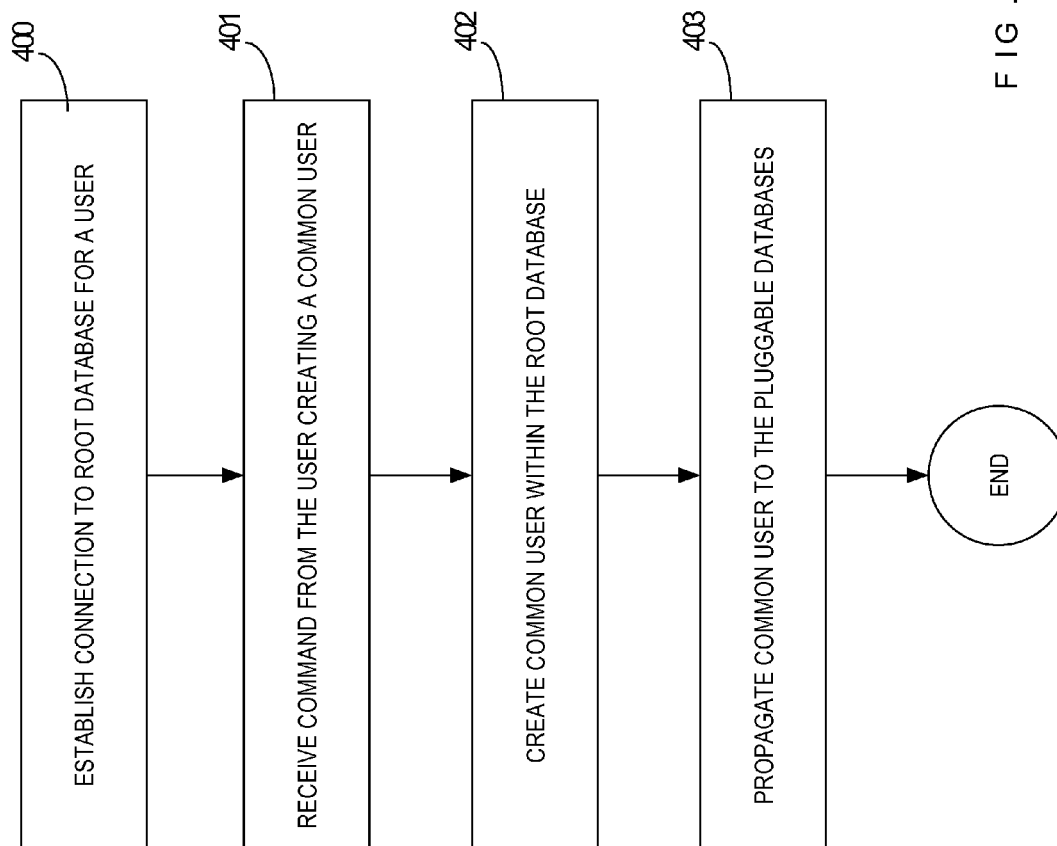 400
ESTABLISH CONNECTION TO ROOT DATABASE FOR A USER
401
RECEIVE COMMAND FROM THE USER CREATING A COMMON USER
402
CREATE COMMON USER WITHIN THE ROOT DATABASE
403
PROPAGATE COMMON USER TO THE PLUGGABLE DATABASES
END
FIG